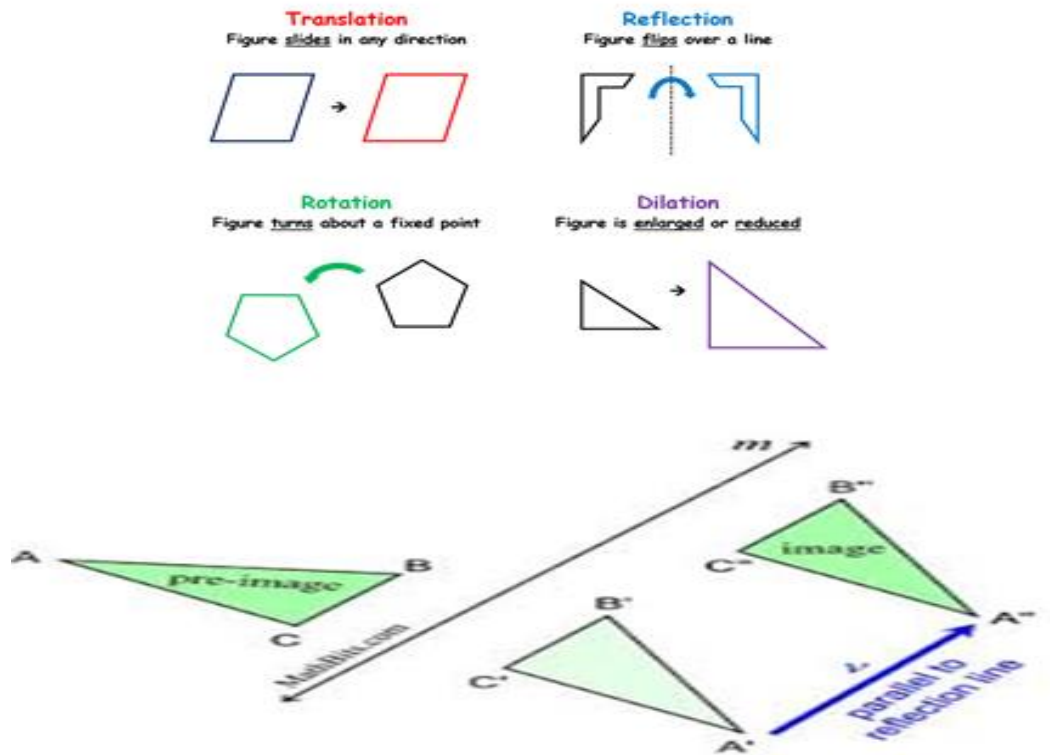 Translation
Figure slides in any direction
Reflection
Figure flips over a line
Rotation
Figure turns about a fixed point
Dilation
Figure is enlarged or reduced
m
A
B
C
pre-image
MathBits.com
B'
C'
A'
B"
C"
A"
image
parallel to
reflection line